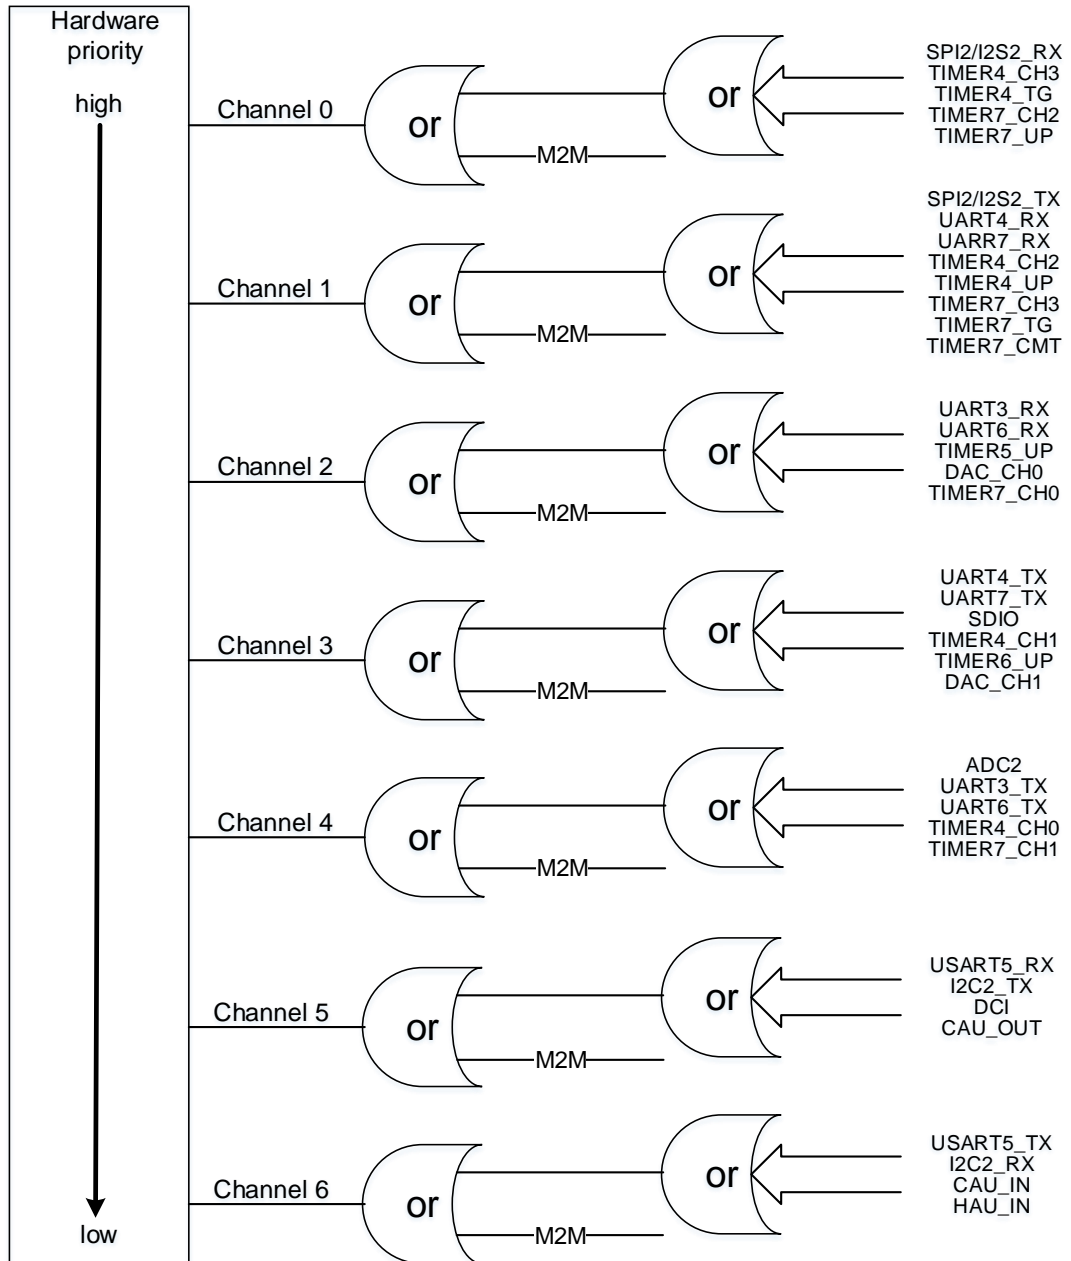 Hardware
priority
high
Channel 0
or
M2M
or
SPI2/I2S2_RX
TIMER4_CH3
TIMER4_TG
TIMER7_CH2
TIMER7_UP
Channel 1
or
M2M
or
SPI2/I2S2_TX
UART4_RX
UARR7_RX
TIMER4_CH2
TIMER4_UP
TIMER7_CH3
TIMER7_TG
TIMER7_CMT
Channel 2
or
M2M
or
UART3_RX
UART6_RX
TIMER5_UP
DAC_CH0
TIMER7_CH0
Channel 3
or
M2M
or
UART4_TX
UART7_TX
SDIO
TIMER4_CH1
TIMER6_UP
DAC_CH1
Channel 4
or
M2M
or
ADC2
UART3_TX
UART6_TX
TIMER4_CH0
TIMER7_CH1
Channel 5
or
M2M
or
USART5_RX
I2C2_TX
DCI
CAU_OUT
Channel 6
or
M2M
or
USART5_TX
I2C2_RX
CAU_IN
HAU_IN
low